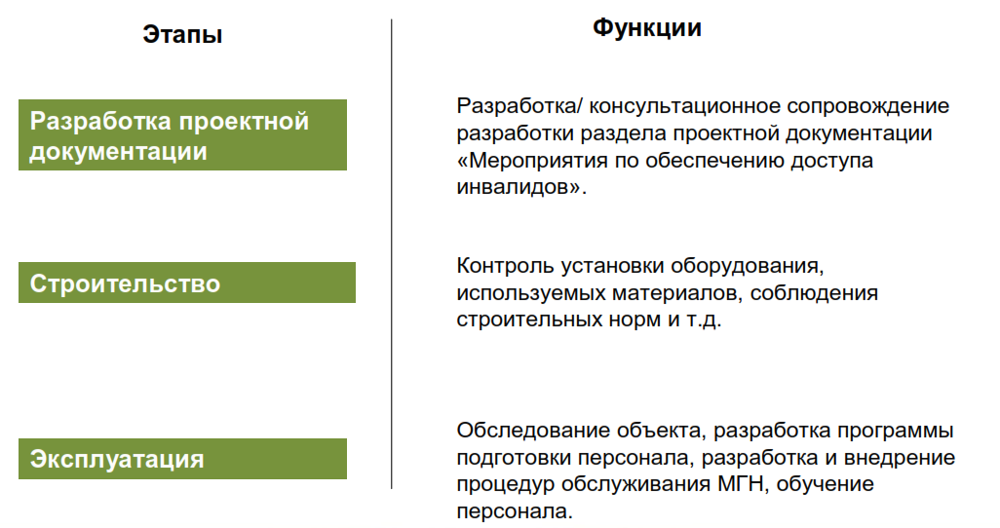 Этапы
Функции
Разработка проектной
документации
Разработка/ консультационное сопровождение
разработки раздела проектной документации
«Мероприятия по обеспечению доступа
инвалидов».
Строительство
Контроль установки оборудования,
используемых материалов, соблюдения
строительных норм и т.д.
Эксплуатация
Обследование объекта, разработка программы
подготовки персонала, разработка и внедрение
процедур обслуживания МГН, обучение
персонала.